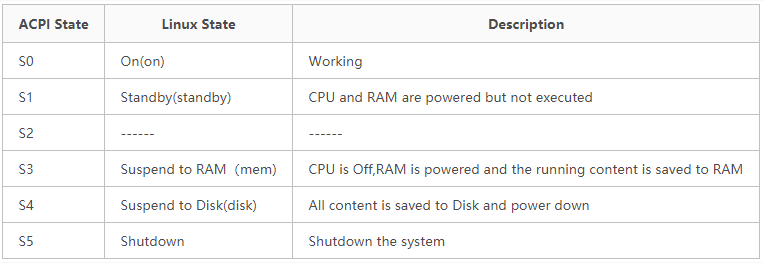 ACPI State Linux State Description
S0 On(on) Working
S1 Standby(standby) CPU and RAM are powered but not executed
S2 ------ ------
S3 Suspend to RAM（mem) CPU is Off,RAM is powered and the running content is saved to RAM
S4 Suspend to Disk(disk) All content is saved to Disk and power down
S5 Shutdown Shutdown the system